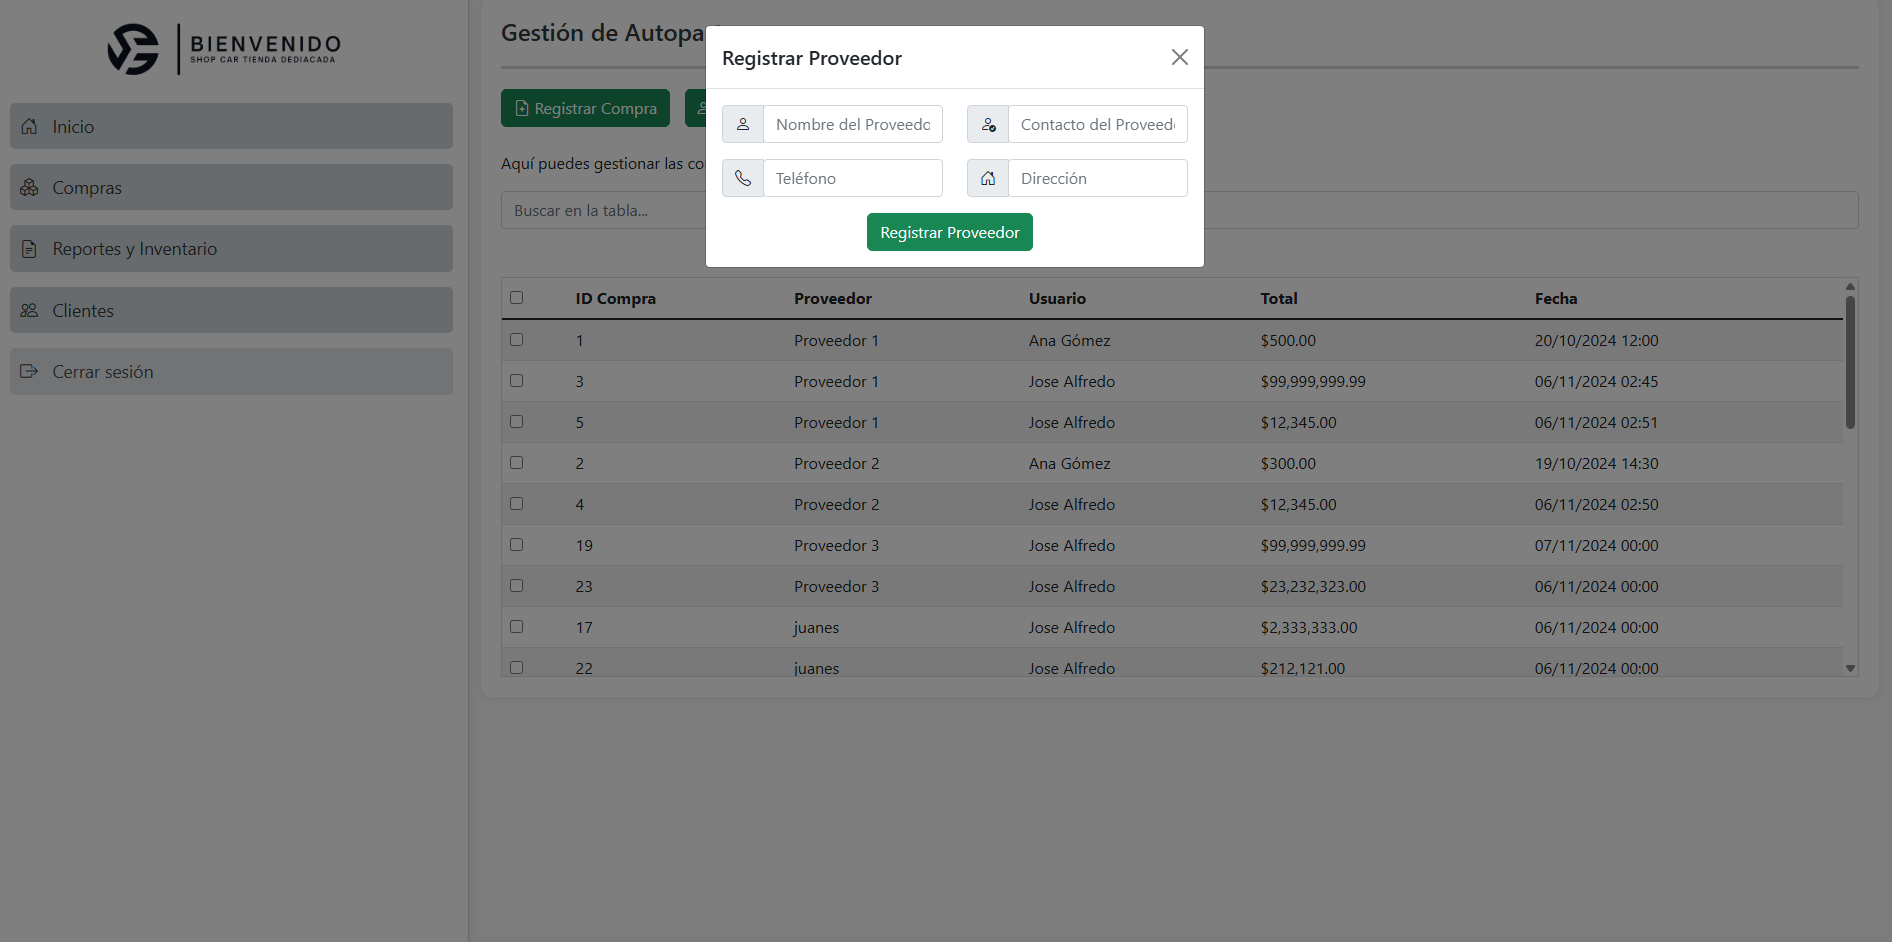 BIENVENIDO
SHOP CAR TIENDA DEDIACADA
Inicio
Compras
Reportes y Inventario
Clientes
Cerrar sesión
Gestión de Autopa
Registrar Compra
Aquí puedes gestionar las co
Buscar en la tabla...
Registrar Proveedor
Nombre del Proveedo
Contacto del Proveed
Teléfono
Dirección
Registrar Proveedor
ID Compra Proveedor Usuario Total Fecha
1 Proveedor 1 Ana Gómez $500.00 20/10/2024 12:00
3 Proveedor 1 Jose Alfredo $99,999,999.99 06/11/2024 02:45
5 Proveedor 1 Jose Alfredo $12,345.00 06/11/2024 02:51
2 Proveedor 2 Ana Gómez $300.00 19/10/2024 14:30
4 Proveedor 2 Jose Alfredo $12,345.00 06/11/2024 02:50
19 Proveedor 3 Jose Alfredo $99,999,999.99 07/11/2024 00:00
23 Proveedor 3 Jose Alfredo $23,232,323.00 06/11/2024 00:00
17 juanes Jose Alfredo $2,333,333.00 06/11/2024 00:00
22 juanes Jose Alfredo $212,121.00 06/11/2024 00:00